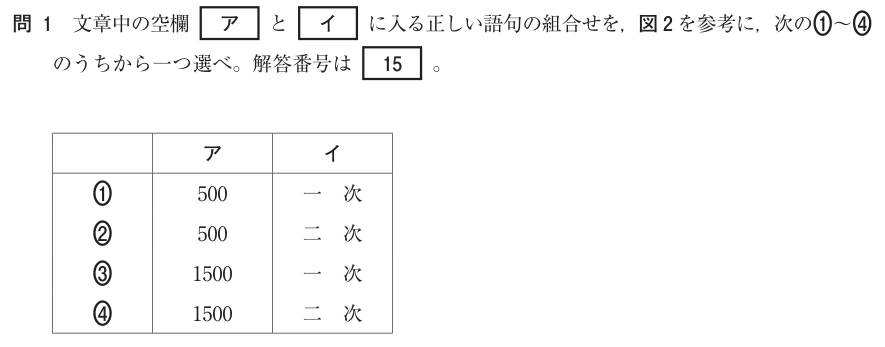 問 1 文章中の空欄 ア と イ に入る正しい語句の組合せを，図2を参考に，次の①～④
のうちから一つ選べ。解答番号は 15 。
ア イ
① 500 一 次
② 500 二 次
③ 1500 一 次
④ 1500 二 次